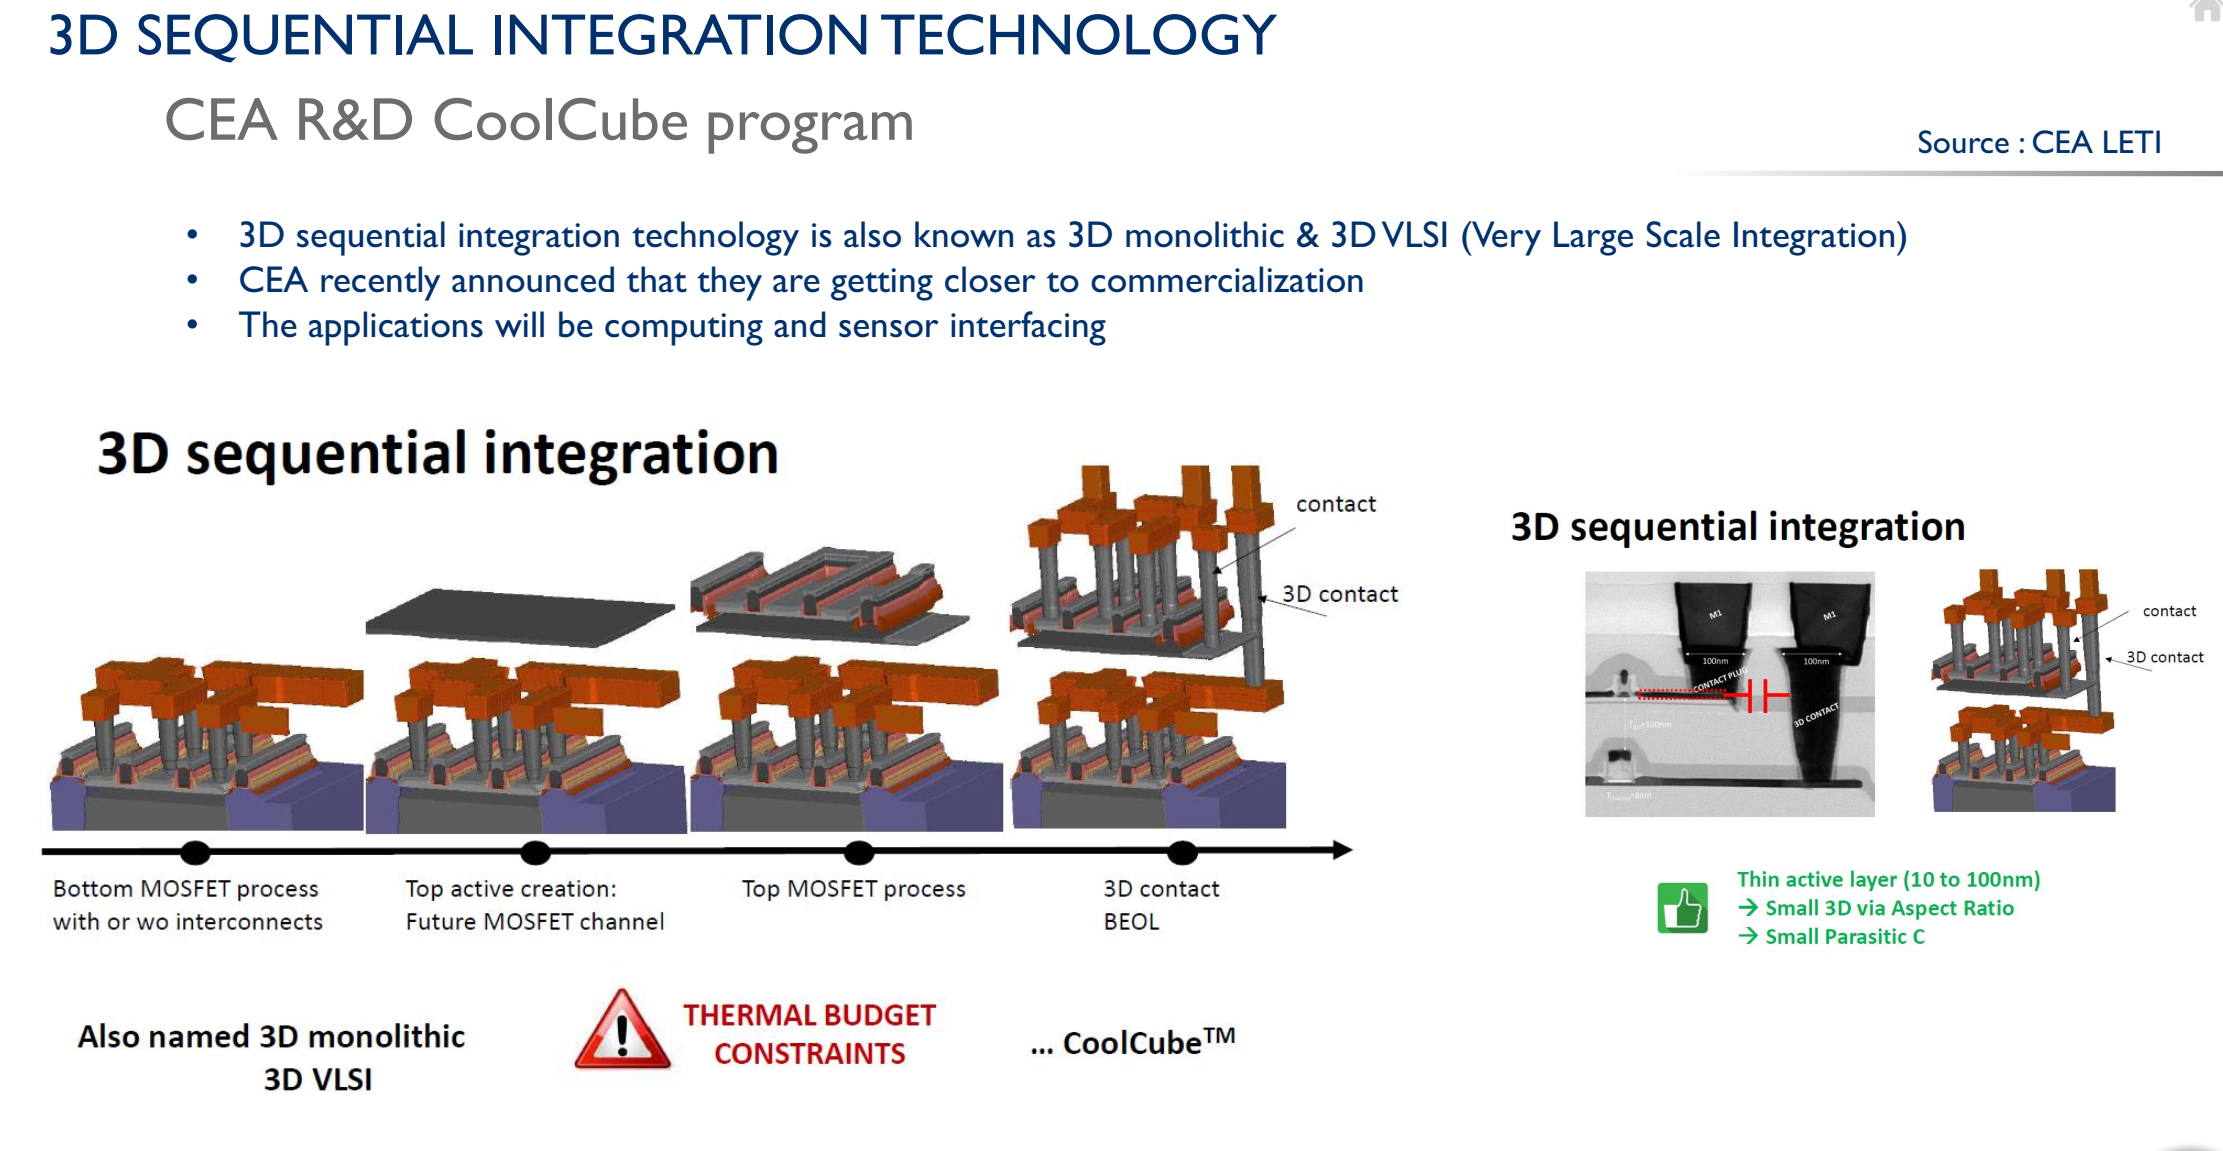 3D SEQUENTIAL INTEGRATION TECHNOLOGY
CEA R&D CoolCube program
Source : CEA LETI
• 3D sequential integration technology is also known as 3D monolithic & 3D VLSI (Very Large Scale Integration)
• CEA recently announced that they are getting closer to commercialization
• The applications will be computing and sensor interfacing
3D sequential integration
contact
3D contact
Bottom MOSFET process
with or wo interconnects
Top active creation:
Future MOSFET channel
Top MOSFET process
3D contact
BEOL
Also named 3D monolithic
3D VLSI
THERMAL BUDGET
CONSTRAINTS
... CoolCube™
3D sequential integration
M1
M1
100nm
100nm
CONTACT PLUG
3D CONTACT
=100nm
=8nm
contact
3D contact
Thin active layer (10 to 100nm)
→ Small 3D via Aspect Ratio
→ Small Parasitic C